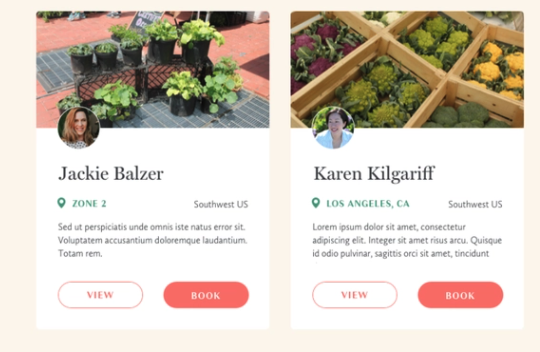 Jackie Balzer
ZONE 2
Southwest US
Sed ut perspiciatis unde omnis iste natus error sit.
Voluptatem accusantium doloremque laudantium.
Totam rem.
VIEW
BOOK
Karen Kilgariff
LOS ANGELES, CA
Southwest US
Lorem ipsum dolor sit amet, consectetur
adipiscing elit. Integer sit amet risus arcu. Quisque
id odio pulvinar, sagittis orci sit amet, tincidunt
VIEW
BOOK